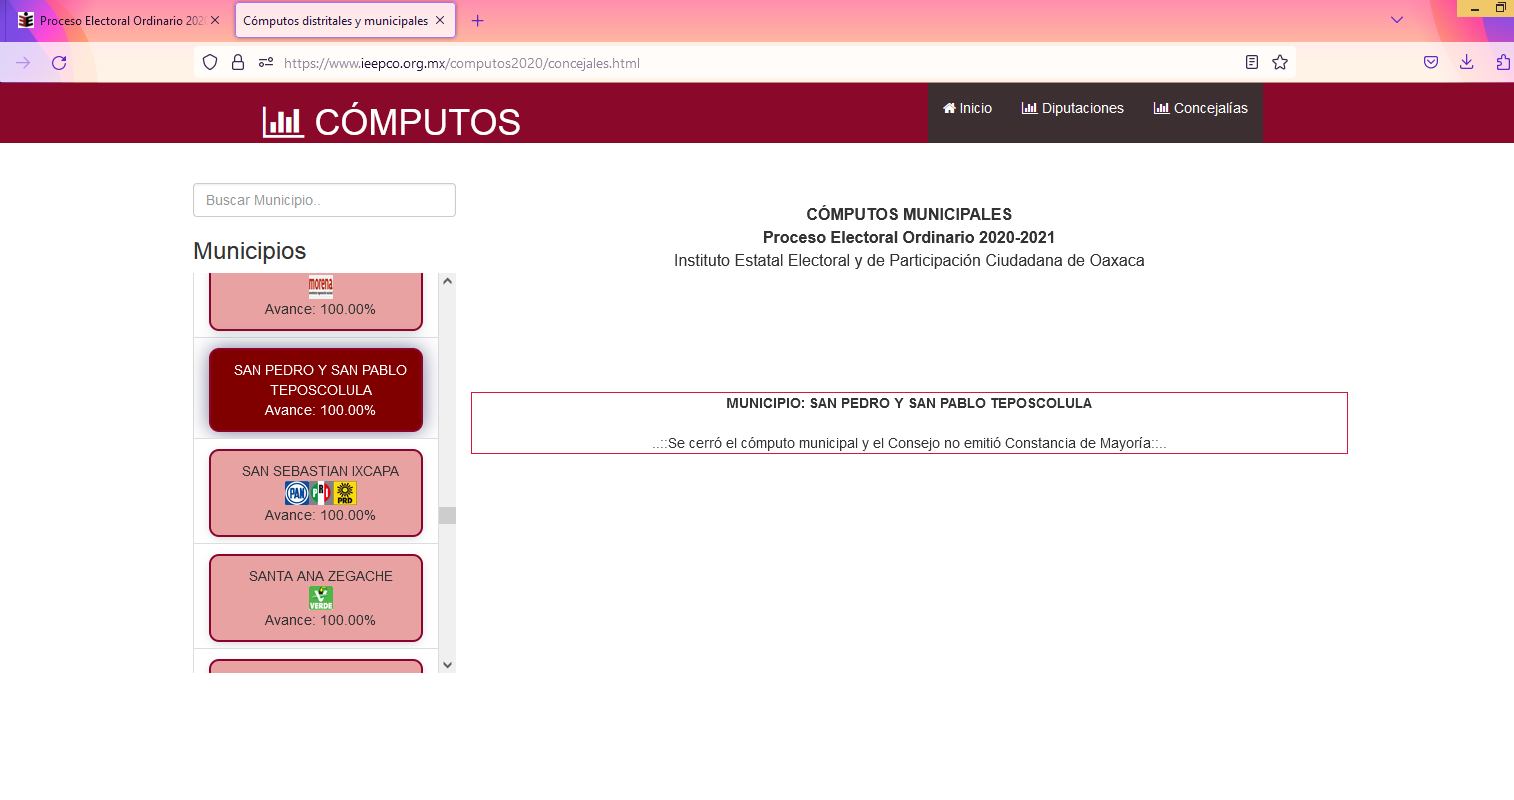 Proceso Electoral Ordinario 202
Cómputos distritales y municipales
https://www.ieepco.org.mx/computos2020/concejales.html
CÓMPUTOS
Inicio
Diputaciones
Concejalías
Buscar Municipio..
Municipios
morena
Avance: 100.00%
SAN PEDRO Y SAN PABLO
TEPOSCOLULA
Avance: 100.00%
SAN SEBASTIAN IXCAPA
PAN PRI PRD
Avance: 100.00%
SANTA ANA ZEGACHE
VERDE
Avance: 100.00%
CÓMPUTOS MUNICIPALES
Proceso Electoral Ordinario 2020-2021
Instituto Estatal Electoral y de Participación Ciudadana de Oaxaca
MUNICIPIO: SAN PEDRO Y SAN PABLO TEPOSCOLULA
..::Se cerró el cómputo municipal y el Consejo no emitió Constancia de Mayoría::..